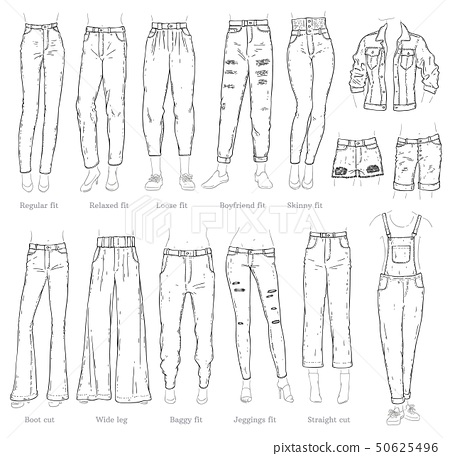 Regular fit
Relaxed fit
Loose fit
Boyfriend fit
Skinny fit
PIXTA
Boot cut
Wide leg
Baggy fit
Jeggings fit
Straight cut
pixta.jp - 50625496